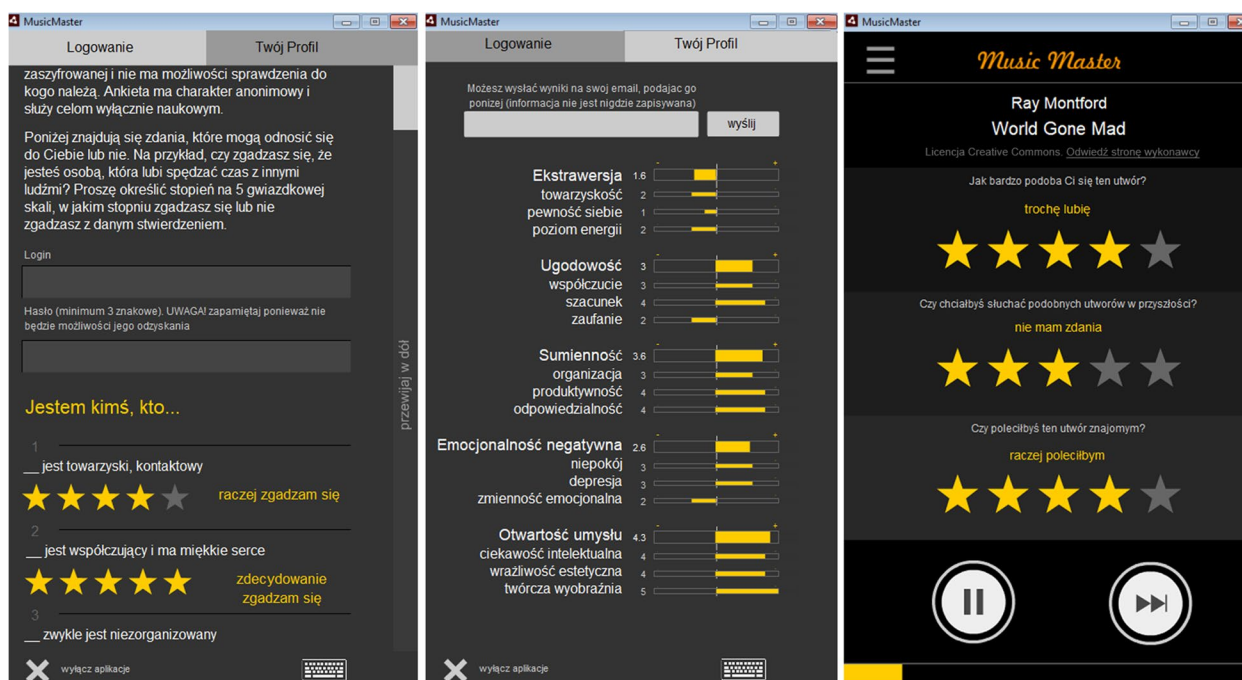 MusicMaster
Logowanie
Twój Profil
zaszyfrowanej i nie ma możliwości sprawdzenia do
kogo należą. Ankieta ma charakter anonimowy i
służy celom wyłącznie naukowym.
Poniżej znajdują się zdania, które mogą odnosić się
do Ciebie lub nie. Na przykład, czy zgadzasz się, że
jesteś osobą, która lubi spędzać czas z innymi
ludźmi? Proszę określić stopień na 5 gwiazdkowej
skali, w jakim stopniu zgadzasz się lub nie
zgadzasz z danym stwierdzeniem.
Login
Hasło (minimum 3 znakowe). UWAGA! zapamiętaj ponieważ nie
będzie możliwości jego odzyskania
przewijaj w dół
Jestem kimś, kto...
1
__ jest towarzyski, kontaktowy
raczej zgadzam się
2
__ jest współczujący i ma miękkie serce
zdecydowanie
zgadzam się
3
__ zwykle jest niezorganizowany
wyłącz aplikacje
MusicMaster
Logowanie
Twój Profil
Możesz wysłać wyniki na swoj email, podajac go
ponizej (informacja nie jest nigdzie zapisywana)
wyślij
- +
Ekstrawersja 1.6
towarzyskość 2
pewność siebie 1
poziom energii 2
- +
Ugodowość 3
współczucie 3
szacunek 4
zaufanie 2
- +
Sumienność 3.6
organizacja 3
produktywność 4
odpowiedzialność 4
- +
Emocjonalność negatywna 2.6
niepokój 3
depresja 3
zmienność emocjonalna 2
- +
Otwartość umysłu 4.3
ciekawość intelektualna 4
wrażliwość estetyczna 4
twórcza wyobraźnia 5
wyłącz aplikacje
MusicMaster
Music Master
Ray Montford
World Gone Mad
Licencja Creative Commons. Odwiedź stronę wykonawcy
Jak bardzo podoba Ci się ten utwór?
trochę lubię
Czy chciałbyś słuchać podobnych utworów w przyszłości?
nie mam zdania
Czy poleciłbyś ten utwór znajomym?
raczej poleciłbym